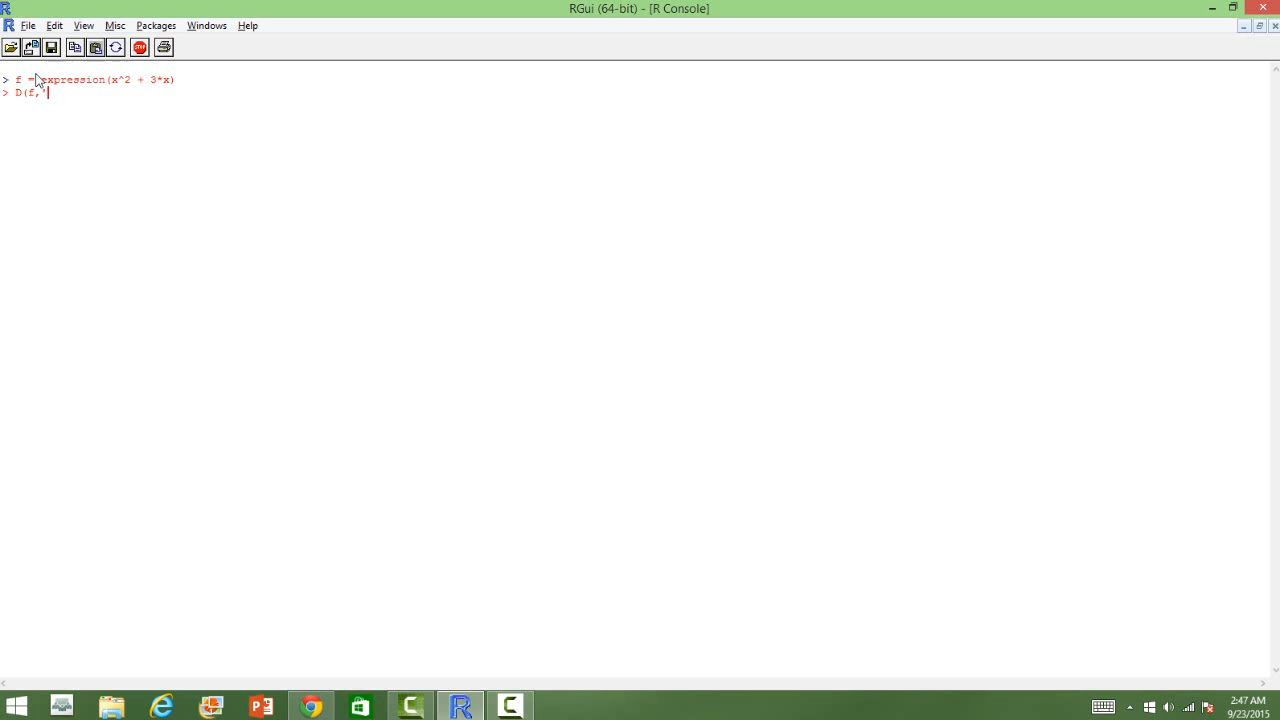 RGui (64-bit) - [R Console]
File Edit View Misc Packages Windows Help
STOP
> f = expression(x^2 + 3*x)
> D(f,'
2:47 AM
9/23/2015